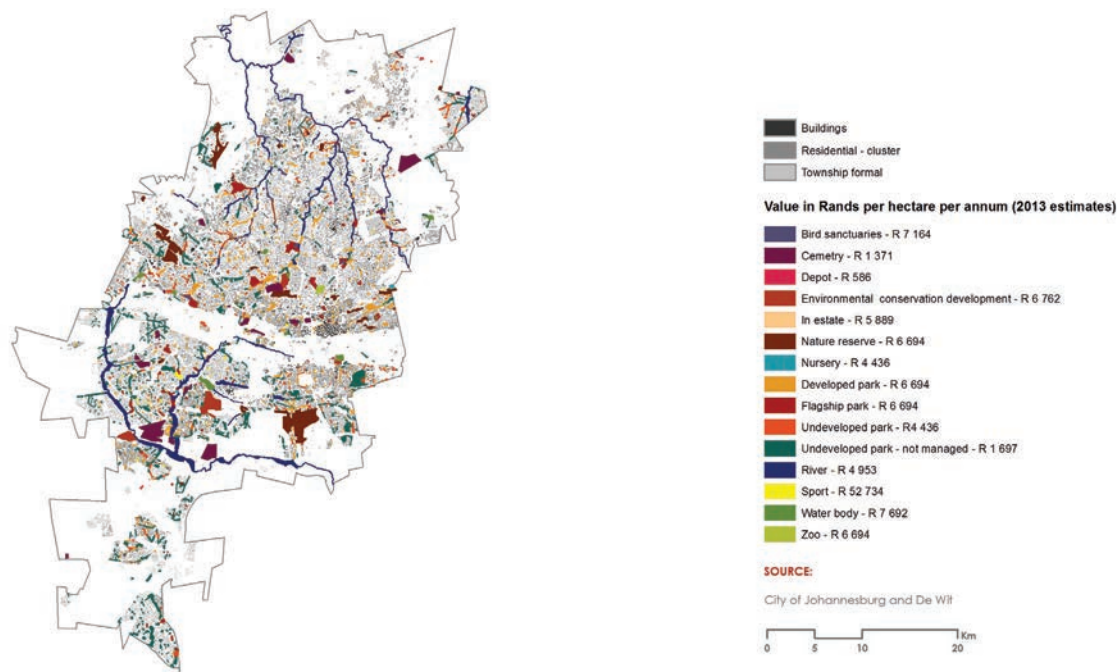 Buildings
Residential - cluster
Township formal
Value in Rands per hectare per annum (2013 estimates)
Bird sanctuaries - R 7 164
Cemetry - R 1 371
Depot - R 586
Environmental conservation development - R 6 762
In estate - R 5 889
Nature reserve - R 6 694
Nursery - R 4 436
Developed park - R 6 694
Flagship park - R 6 694
Undeveloped park - R4 436
Undeveloped park - not managed - R 1 697
River - R 4 953
Sport - R 52 734
Water body - R 7 692
Zoo - R 6 694
SOURCE:
City of Johannesburg and De Wit
Km
0 5 10 20